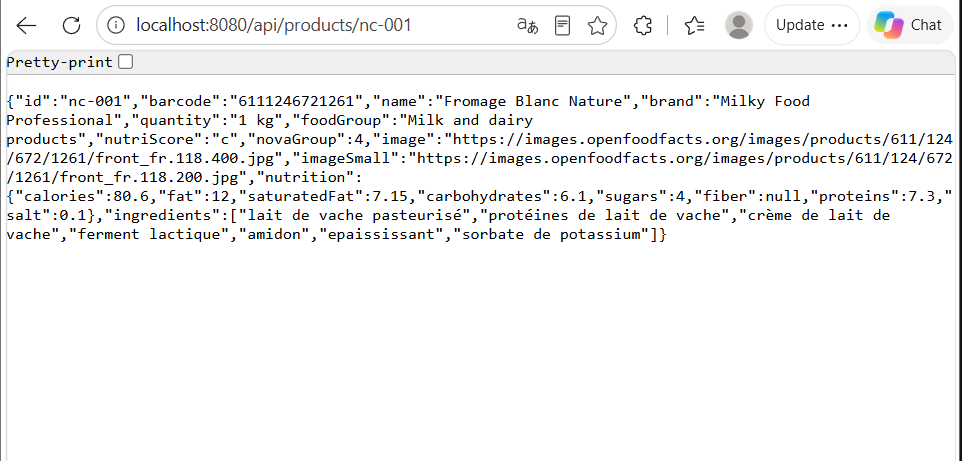 localhost:8080/api/products/nc-001
Update
Chat
Pretty-print
{"id":"nc-001","barcode":"6111246721261","name":"Fromage Blanc Nature","brand":"Milky Food
Professional","quantity":"1 kg","foodGroup":"Milk and dairy
products","nutriScore":"c","novaGroup":4,"image":"https://images.openfoodfacts.org/images/products/611/124
/672/1261/front_fr.118.400.jpg","imageSmall":"https://images.openfoodfacts.org/images/products/611/124/672
/1261/front_fr.118.200.jpg","nutrition":
{"calories":80.6,"fat":12,"saturatedFat":7.15,"carbohydrates":6.1,"sugars":4,"fiber":null,"proteins":7.3,"
salt":0.1},"ingredients":["lait de vache pasteurisé","protéines de lait de vache","crème de lait de
vache","ferment lactique","amidon","epaississant","sorbate de potassium"]}